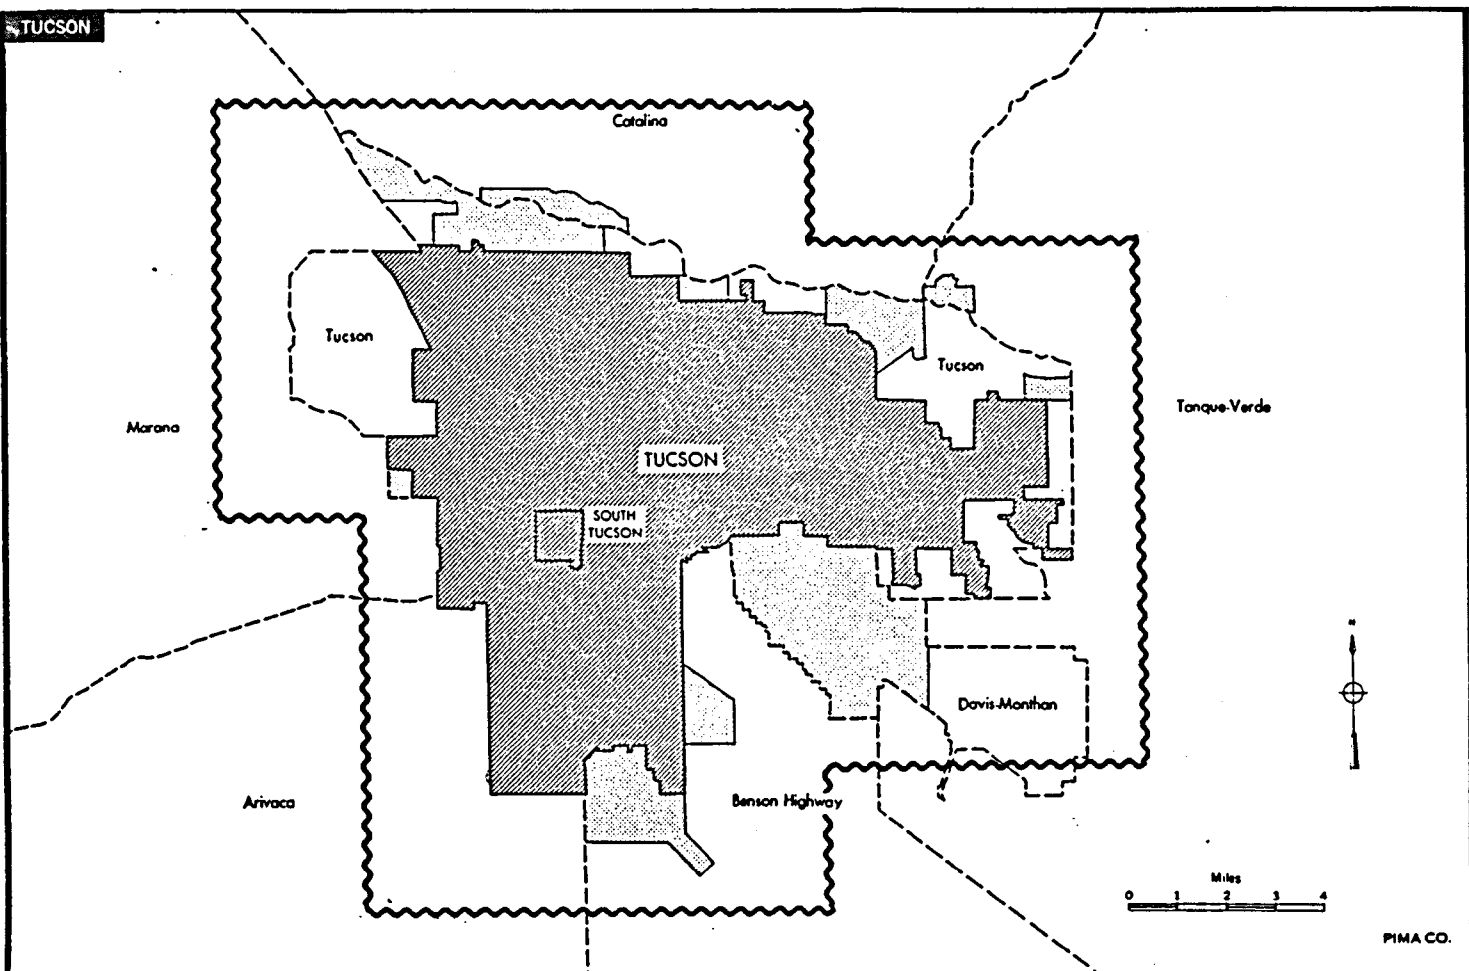 TUCSON
Catalina
Tucson
Tucson
Marana
Tanque-Verde
TUCSON
SOUTH
TUCSON
Davis-Monthan
Arivaca
Benson Highway
Miles
0 1 2 3 4
PIMA CO.